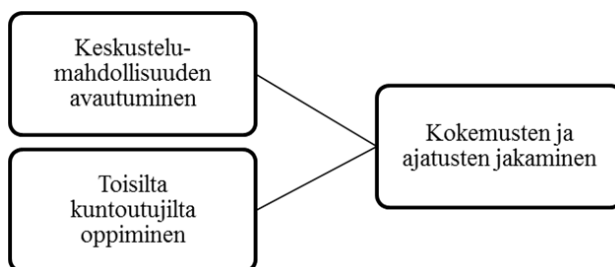 Keskustelu-
mahdollisuuden
avautuminen
Toisilta
kuntoutujilta
oppiminen
Kokemusten ja
ajatusten jakaminen